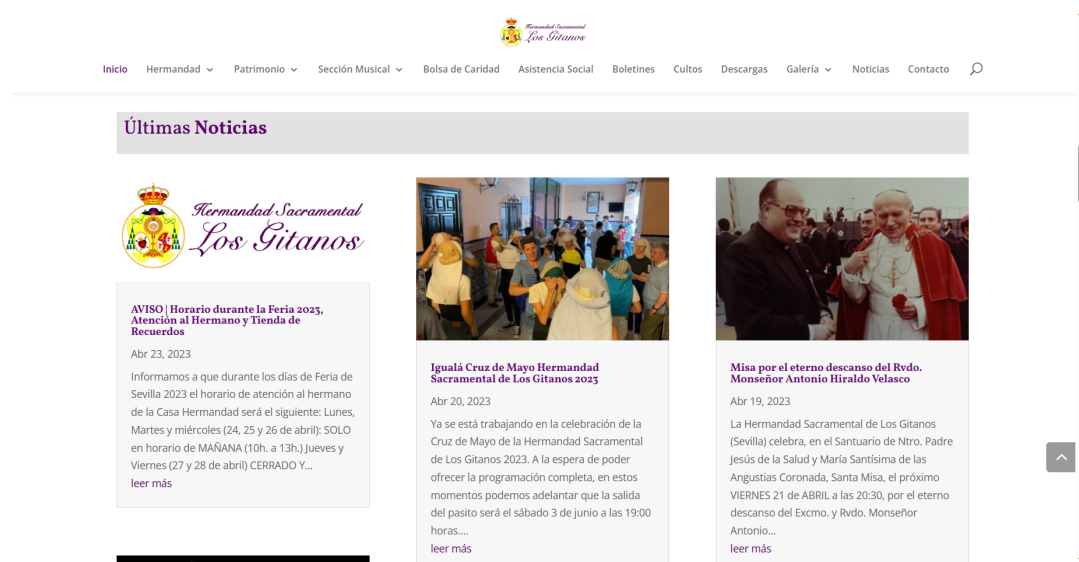 Hermandad Sacramental
Los Gitanos
Inicio Hermandad Patrimonio Sección Musical Bolsa de Caridad Asistencia Social Boletines Cultos Descargas Galería Noticias Contacto
Últimas Noticias
Hermandad Sacramental
Los Gitanos
AVISO | Horario durante la Feria 2023,
Atención al Hermano y Tienda de
Recuerdos
Abr 23, 2023
Informamos a que durante los días de Feria de
Sevilla 2023 el horario de atención al hermano
de la Casa Hermandad será el siguiente: Lunes,
Martes y miércoles (24, 25 y 26 de abril): SOLO
en horario de MAÑANA (10h. a 13h.) Jueves y
Viernes (27 y 28 de abril) CERRADO Y...
leer más
Igualá Cruz de Mayo Hermandad
Sacramental de Los Gitanos 2023
Abr 20, 2023
Ya se está trabajando en la celebración de la
Cruz de Mayo de la Hermandad Sacramental
de Los Gitanos 2023. A la espera de poder
ofrecer la programación completa, en estos
momentos podemos adelantar que la salida
del pasito será el sábado 3 de junio a las 19:00
horas....
leer más
Misa por el eterno descanso del Rvdo.
Monseñor Antonio Hiraldo Velasco
Abr 19, 2023
La Hermandad Sacramental de Los Gitanos
(Sevilla) celebra, en el Santuario de Ntro. Padre
Jesús de la Salud y María Santísima de las
Angustias Coronada, Santa Misa, el próximo
VIERNES 21 de ABRIL a las 20:30, por el eterno
descanso del Excmo. y Rvdo. Monseñor
Antonio...
leer más